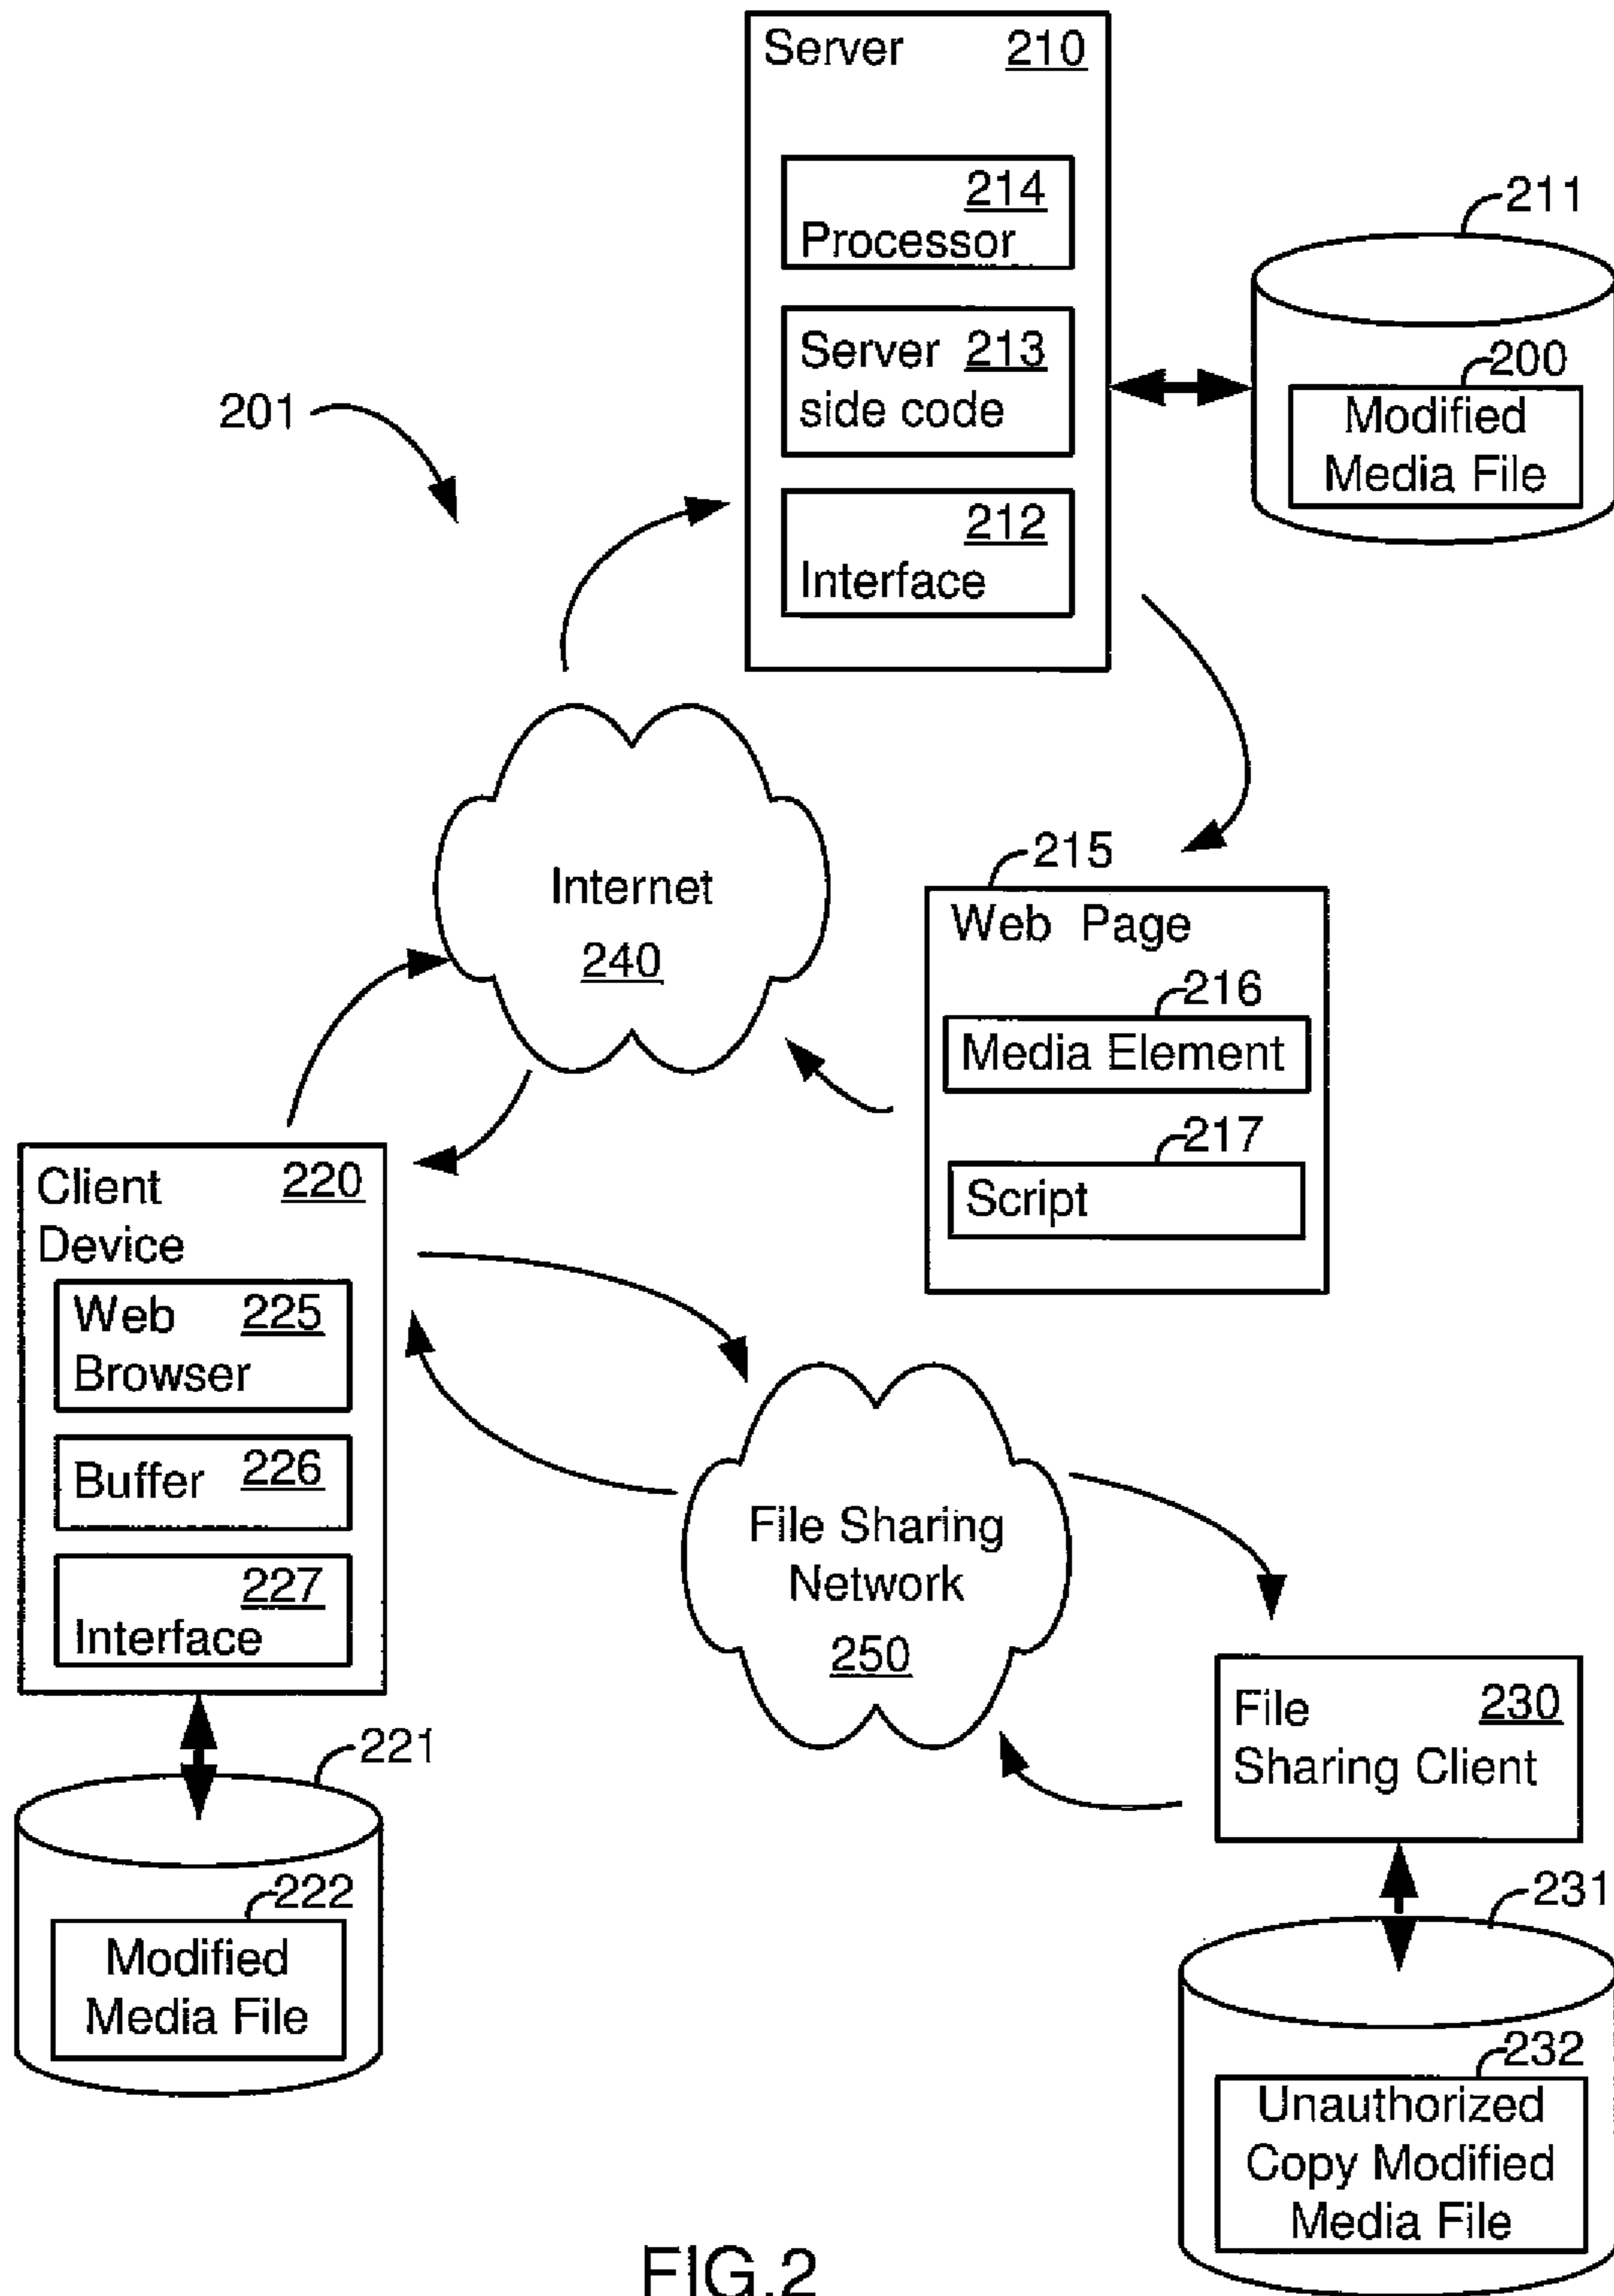 Server 210
214
Processor
Server 213
side code
212
Interface
211
200
Modified
Media File
201
Internet
240
215
Web Page
216
Media Element
217
Script
Client 220
Device
Web 225
Browser
Buffer 226
227
Interface
221
222
Modified
Media File
File Sharing
Network
250
File 230
Sharing Client
231
232
Unauthorized
Copy Modified
Media File
FIG.2